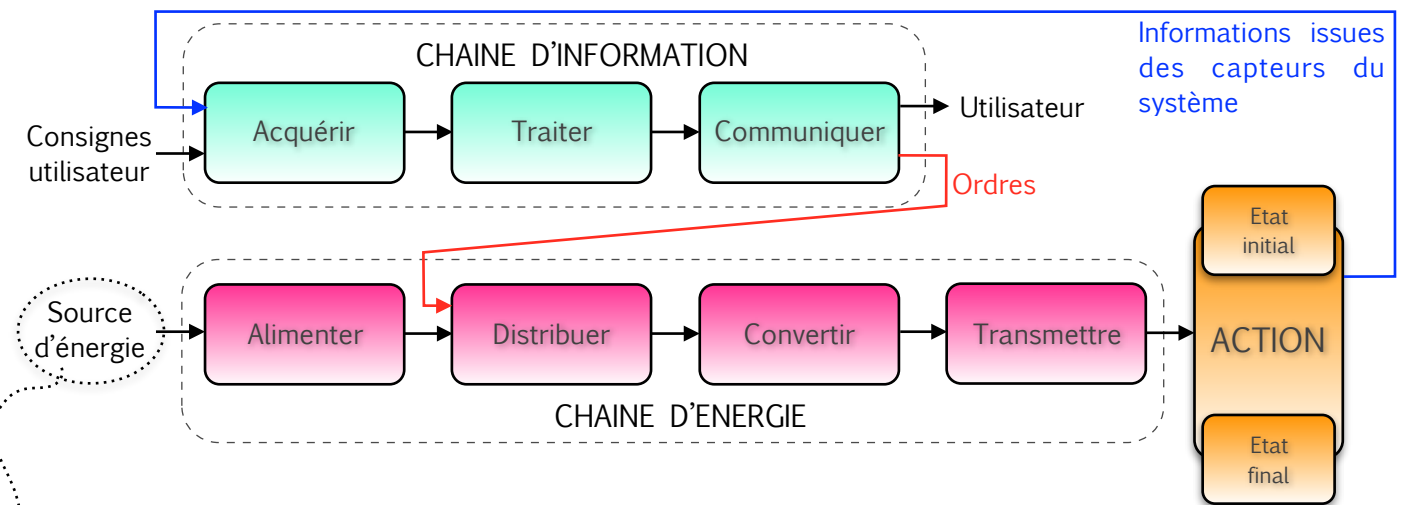 CHAINE D'INFORMATION
Informations issues
des capteurs du
système
Consignes
utilisateur
Acquérir
Traiter
Communiquer
Utilisateur
Ordres
Source
d'énergie
Alimenter
Distribuer
Convertir
Transmettre
CHAINE D'ENERGIE
Etat
initial
ACTION
Etat
final